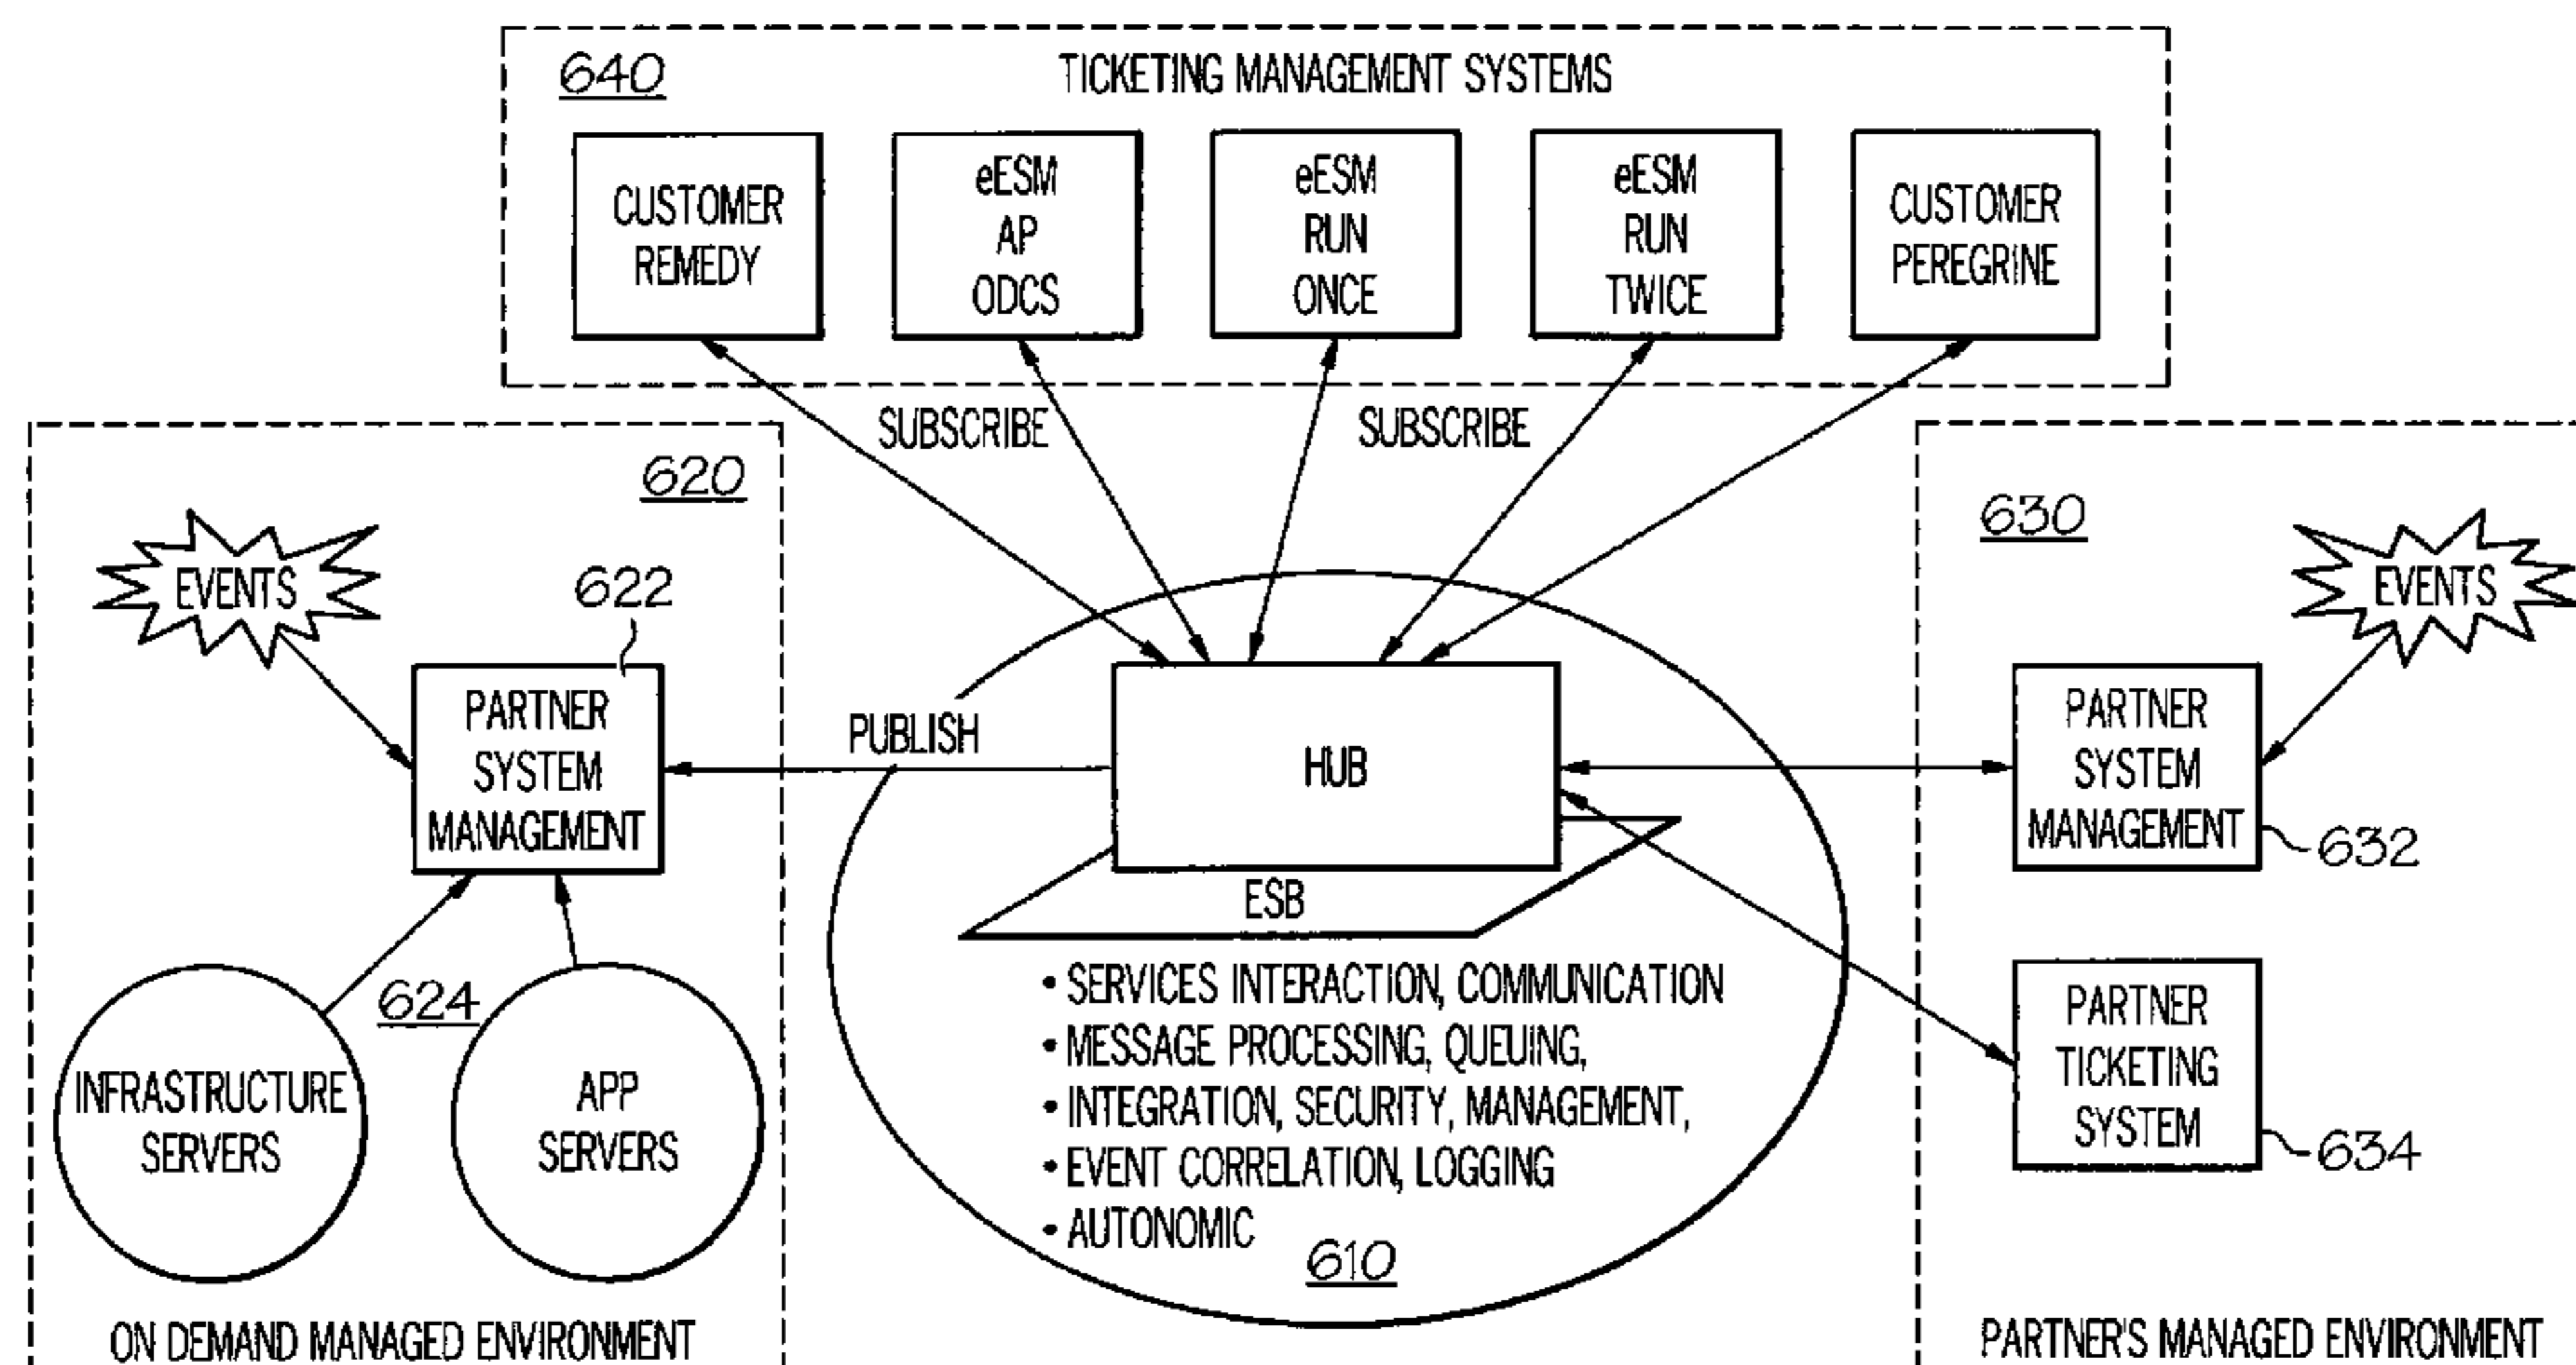 640
TICKETING MANAGEMENT SYSTEMS
CUSTOMER
REMEDY
eESM
AP
ODCS
eESM
RUN
ONCE
eESM
RUN
TWICE
CUSTOMER
PEREGRINE
SUBSCRIBE
SUBSCRIBE
620
EVENTS
622
PARTNER
SYSTEM
MANAGEMENT
624
INFRASTRUCTURE
SERVERS
APP
SERVERS
ON DEMAND MANAGED ENVIRONMENT
PUBLISH
HUB
ESB
• SERVICES INTERACTION, COMMUNICATION
• MESSAGE PROCESSING, QUEUING,
• INTEGRATION, SECURITY, MANAGEMENT,
• EVENT CORRELATION, LOGGING
• AUTONOMIC
610
630
EVENTS
PARTNER
SYSTEM
MANAGEMENT
632
PARTNER
TICKETING
SYSTEM
634
PARTNER'S MANAGED ENVIRONMENT